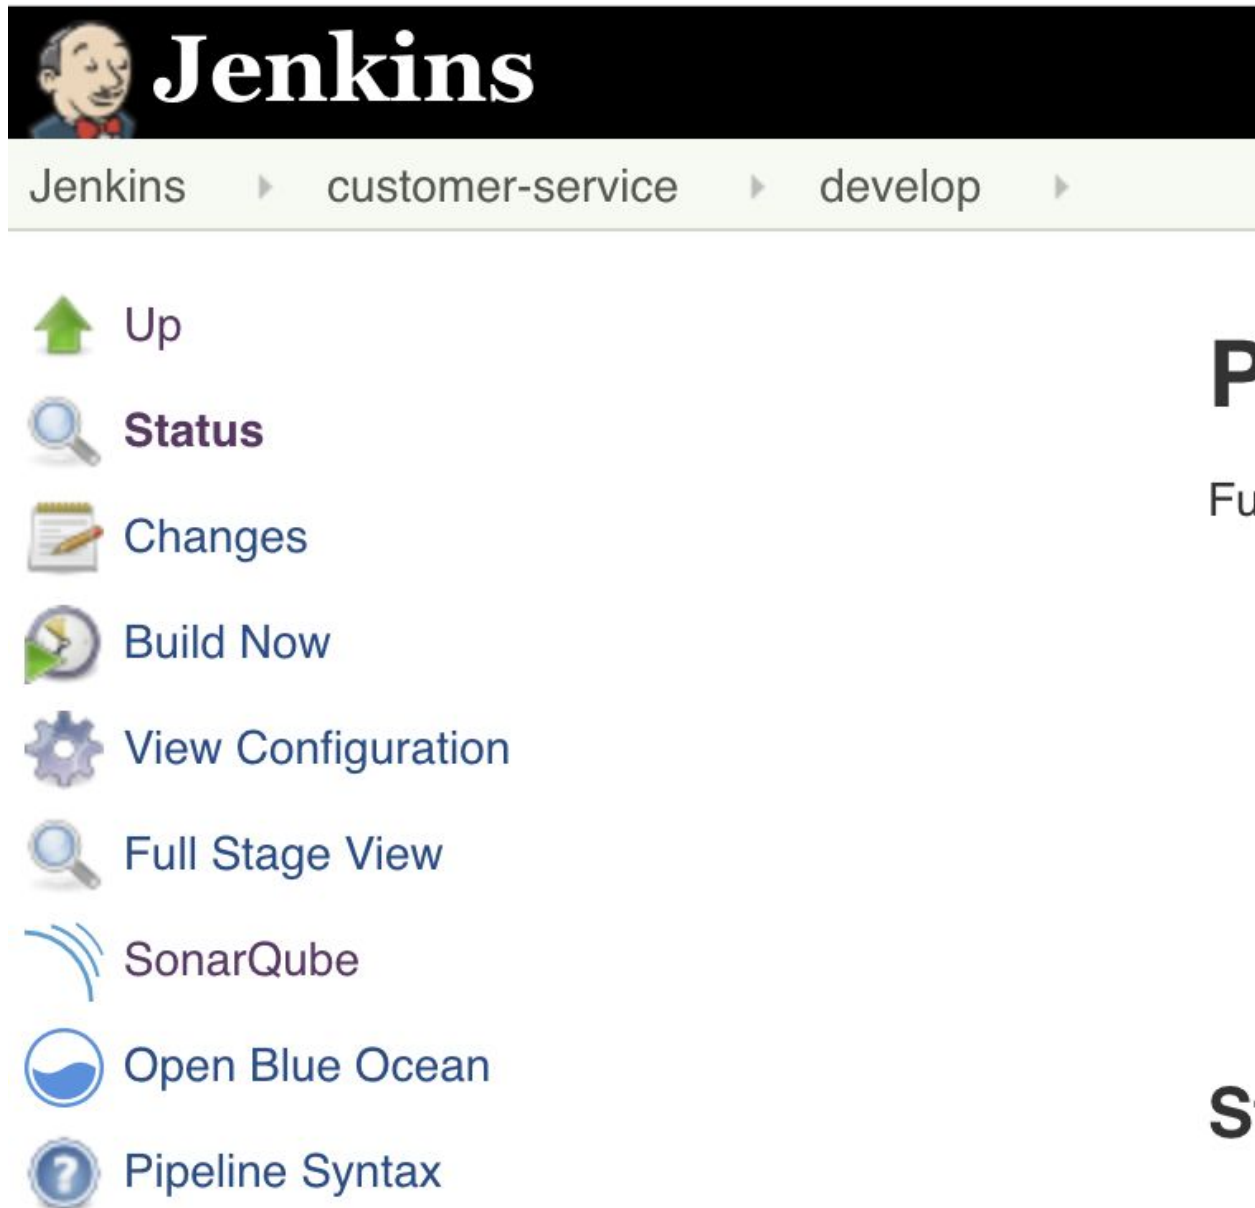 Jenkins
Jenkins customer-service develop
Up
Status
Changes
Build Now
View Configuration
Full Stage View
SonarQube
Open Blue Ocean
Pipeline Syntax